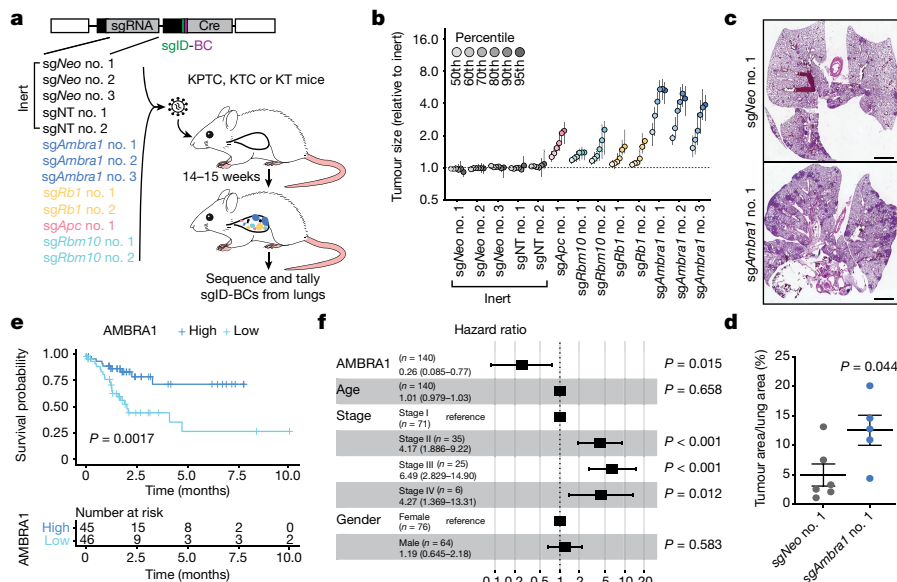 a
sgRNA
Cre
sgID-BC
Inert
sgNeo no. 1
sgNeo no. 2
sgNeo no. 3
sgNT no. 1
sgNT no. 2
sgAmbra1 no. 1
sgAmbra1 no. 2
sgAmbra1 no. 3
sgRb1 no. 1
sgRb1 no. 2
sgApc no. 1
sgRbm10 no. 1
sgRbm10 no. 2
KPTC, KTC or KT mice
14–15 weeks
Sequence and tally
sgID-BCs from lungs
b
Percentile
50th
60th
70th
80th
90th
95th
Tumour size (relative to inert)
16.0
8.0
4.0
2.0
1.0
0.5
sgNeo no. 1
sgNeo no. 2
sgNeo no. 3
sgNT no. 1
sgNT no. 2
sgApc no. 1
sgRbm10 no. 1
sgRbm10 no. 2
sgRb1 no. 1
sgRb1 no. 2
sgAmbra1 no. 1
sgAmbra1 no. 2
sgAmbra1 no. 3
Inert
c
sgNeo no. 1
sgAmbra1 no. 1
e
AMBRA1
High
Low
Survival probability
1.00
0.75
0.50
0.25
0
P = 0.0017
0 2.5 5.0 7.5 10.0
Time (months)
Number at risk
AMBRA1
High 45 15 8 2 0
Low 46 9 3 3 2
0 2.5 5.0 7.5 10.0
Time (months)
f
Hazard ratio
AMBRA1 (n = 140)
0.26 (0.085–0.77)
P = 0.015
Age (n = 140)
1.01 (0.979–1.03)
P = 0.658
Stage Stage I
(n = 71)
reference
Stage II (n = 35)
4.17 (1.886–9.22)
P < 0.001
Stage III (n = 25)
6.49 (2.829–14.90)
P < 0.001
Stage IV (n = 6)
4.27 (1.369–13.31)
P = 0.012
Gender Female
(n = 76)
reference
Male (n = 64)
1.19 (0.645–2.18)
P = 0.583
0.1 0.2 0.5 1 2 5 10 20
d
Tumour area/lung area (%)
P = 0.044
25
20
15
10
5
0
sgNeo no. 1
sgAmbra1 no. 1